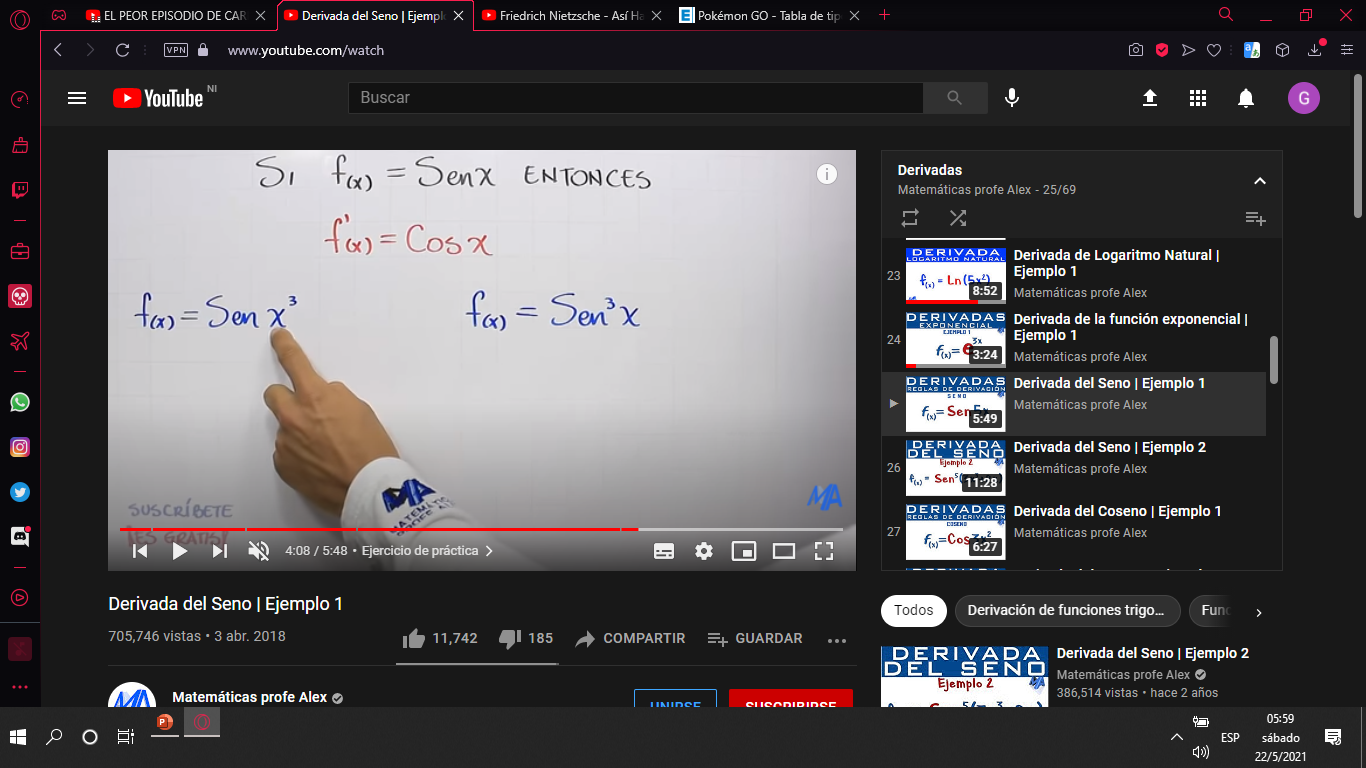 EL PEOR EPISODIO DE CAR
Derivada del Seno | Ejempl
Friedrich Nietzsche - Así Ha
Pokémon GO - Tabla de tip
VPN
www.youtube.com/watch
YouTube NI
Buscar
G
Si f(x) = Sen x ENTONCES
f'(x) = Cos x
f(x) = Sen x³
f(x) = Sen³ x
SUSCRÍBETE
¡ES GRATIS!
MA
4:08 / 5:48 • Ejercicio de práctica
Derivadas
Matemáticas profe Alex - 25/69
23
DERIVADA
LOGARITMO NATURAL
f(x) = Ln(5x²)
8:52
Derivada de Logaritmo Natural |
Ejemplo 1
Matemáticas profe Alex
24
DERIVADAS
EXPONENCIAL
EJEMPLO 1
3x
3:24
Derivada de la función exponencial |
Ejemplo 1
Matemáticas profe Alex
DERIVADAS
REGLAS DE DERIVACIÓN
SENO
f(x) = Sen 5x
5:49
Derivada del Seno | Ejemplo 1
Matemáticas profe Alex
26
DERIVADA
DEL SENO
Ejemplo 2
f(x) = Sen⁵(
11:28
Derivada del Seno | Ejemplo 2
Matemáticas profe Alex
27
DERIVADAS
REGLAS DE DERIVACIÓN
COSENO
6:27
Derivada del Coseno | Ejemplo 1
Matemáticas profe Alex
Derivada del Seno | Ejemplo 1
705,746 vistas • 3 abr. 2018
11,742
185
COMPARTIR
GUARDAR
Matemáticas profe Alex
UNIRSE
SUSCRIBIRSE
Todos
Derivación de funciones trigo...
Func
DERIVADA
DEL SENO
Ejemplo 2
Derivada del Seno | Ejemplo 2
Matemáticas profe Alex
386,514 vistas • hace 2 años
ESP
05:59
sábado
22/5/2021